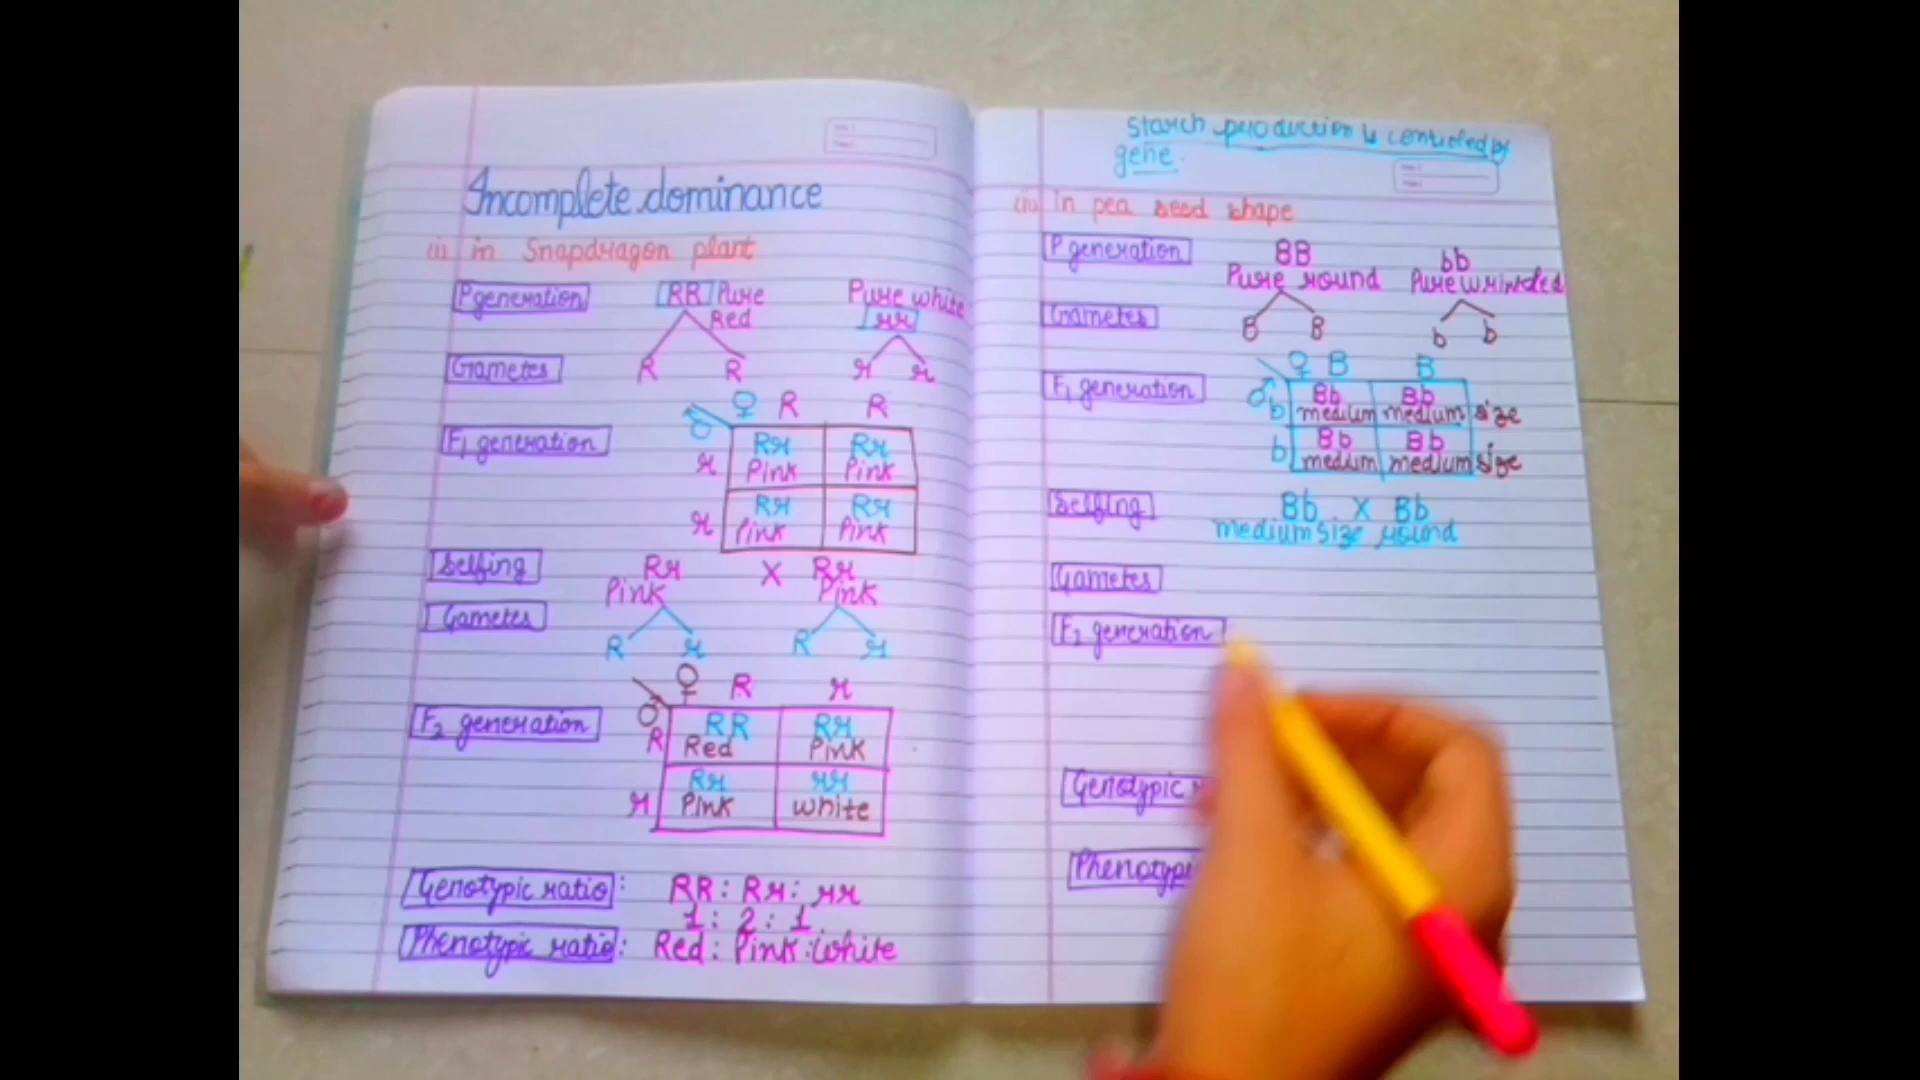 Incomplete dominance
(i) in Snapdragon plant
P generation RR Pure Red Pure white rr
Gametes R R r r
♀ R R
♂
F1 generation r Rr Pink Rr Pink
r Rr Pink Rr Pink
Selfing Rr Pink X Rr Pink
Gametes R r R r
♀ R r
♂
F2 generation R RR Red Rr Pink
r Rr Pink rr white
Genotypic ratio: RR : Rr : rr
1 : 2 : 1
Phenotypic ratio: Red : Pink : white
Starch production is controled by
gene.
In pea seed shape
P generation BB bb
Pure round Pure wrinkled
Gametes B B b b
♀ B B
F1 generation ♂ b Bb medium Bb medium size
b Bb medium Bb medium size
Selfing Bb X Bb
medium size round
Gametes
F2 generation
Genotypic